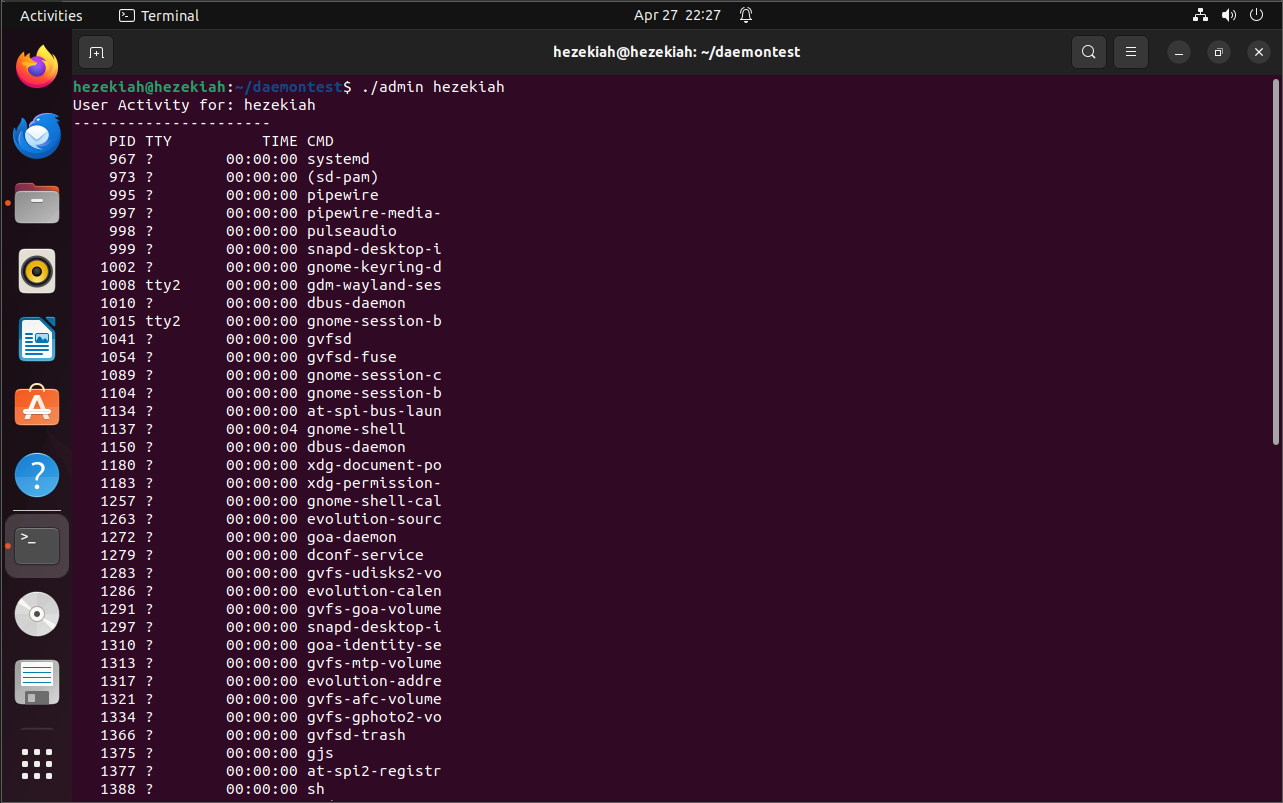 Activities Terminal Apr 27 22:27
hezekiah@hezekiah: ~/daemontest
hezekiah@hezekiah:~/daemontest$ ./admin hezekiah
User Activity for: hezekiah
----------------------
    PID TTY          TIME CMD
    967 ?        00:00:00 systemd
    973 ?        00:00:00 (sd-pam)
    995 ?        00:00:00 pipewire
    997 ?        00:00:00 pipewire-media-
    998 ?        00:00:00 pulseaudio
    999 ?        00:00:00 snapd-desktop-i
   1002 ?        00:00:00 gnome-keyring-d
   1008 tty2     00:00:00 gdm-wayland-ses
   1010 ?        00:00:00 dbus-daemon
   1015 tty2     00:00:00 gnome-session-b
   1041 ?        00:00:00 gvfsd
   1054 ?        00:00:00 gvfsd-fuse
   1089 ?        00:00:00 gnome-session-c
   1104 ?        00:00:00 gnome-session-b
   1134 ?        00:00:00 at-spi-bus-laun
   1137 ?        00:00:04 gnome-shell
   1150 ?        00:00:00 dbus-daemon
   1180 ?        00:00:00 xdg-document-po
   1183 ?        00:00:00 xdg-permission-
   1257 ?        00:00:00 gnome-shell-cal
   1263 ?        00:00:00 evolution-sourc
   1272 ?        00:00:00 goa-daemon
   1279 ?        00:00:00 dconf-service
   1283 ?        00:00:00 gvfs-udisks2-vo
   1286 ?        00:00:00 evolution-calen
   1291 ?        00:00:00 gvfs-goa-volume
   1297 ?        00:00:00 snapd-desktop-i
   1310 ?        00:00:00 goa-identity-se
   1313 ?        00:00:00 gvfs-mtp-volume
   1317 ?        00:00:00 evolution-addre
   1321 ?        00:00:00 gvfs-afc-volume
   1334 ?        00:00:00 gvfs-gphoto2-vo
   1366 ?        00:00:00 gvfsd-trash
   1375 ?        00:00:00 gjs
   1377 ?        00:00:00 at-spi2-registr
   1388 ?        00:00:00 sh